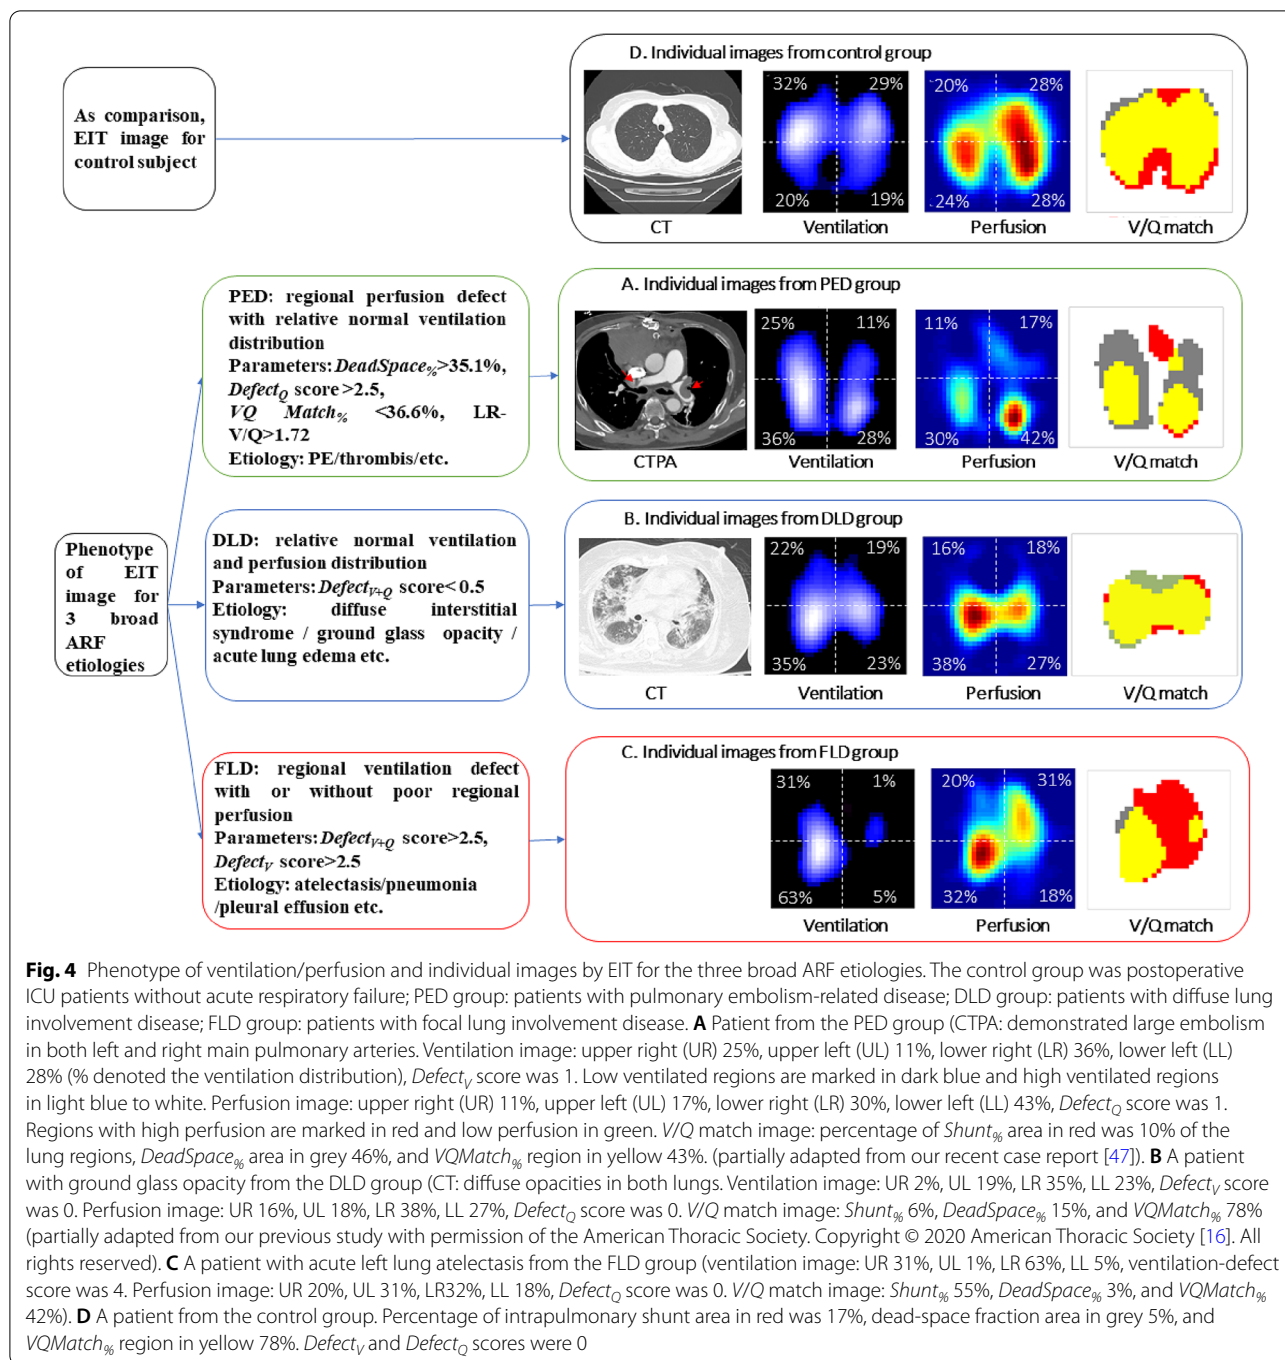 D. Individual images from control group
As comparison,
EIT image for
control subject
32% 29%
20% 19%
20% 28%
24% 28%
CT Ventilation Perfusion V/Q match
PED: regional perfusion defect
with relative normal ventilation
distribution
Parameters: DeadSpace%>35.1%,
DefectQ score >2.5,
VQ Match% <36.6%, LR-
V/Q>1.72
Etiology: PE/thrombis/etc.
A. Individual images from PED group
25% 11%
36% 28%
11% 17%
30% 42%
CTPA Ventilation Perfusion V/Q match
Phenotype
of EIT
image for
3 broad
ARF
etiologies
DLD: relative normal ventilation
and perfusion distribution
Parameters: DefectV+Q score< 0.5
Etiology: diffuse interstitial
syndrome / ground glass opacity /
acute lung edema etc.
B. Individual images from DLD group
22% 19%
35% 23%
16% 18%
38% 27%
CT Ventilation Perfusion V/Q match
FLD: regional ventilation defect
with or without poor regional
perfusion
Parameters: DefectV+Q score>2.5,
DefectV score>2.5
Etiology: atelectasis/pneumonia
/pleural effusion etc.
C. Individual images from FLD group
31% 1%
63% 5%
20% 31%
32% 18%
Ventilation Perfusion V/Q match
Fig. 4 Phenotype of ventilation/perfusion and individual images by EIT for the three broad ARF etiologies. The control group was postoperative
ICU patients without acute respiratory failure; PED group: patients with pulmonary embolism-related disease; DLD group: patients with diffuse lung
involvement disease; FLD group: patients with focal lung involvement disease. A Patient from the PED group (CTPA: demonstrated large embolism
in both left and right main pulmonary arteries. Ventilation image: upper right (UR) 25%, upper left (UL) 11%, lower right (LR) 36%, lower left (LL)
28% (% denoted the ventilation distribution), DefectV score was 1. Low ventilated regions are marked in dark blue and high ventilated regions
in light blue to white. Perfusion image: upper right (UR) 11%, upper left (UL) 17%, lower right (LR) 30%, lower left (LL) 43%, DefectQ score was 1.
Regions with high perfusion are marked in red and low perfusion in green. V/Q match image: percentage of Shunt% area in red was 10% of the
lung regions, DeadSpace% area in grey 46%, and VQMatch% region in yellow 43%. (partially adapted from our recent case report [47]). B A patient
with ground glass opacity from the DLD group (CT: diffuse opacities in both lungs. Ventilation image: UR 2%, UL 19%, LR 35%, LL 23%, DefectV score
was 0. Perfusion image: UR 16%, UL 18%, LR 38%, LL 27%, DefectQ score was 0. V/Q match image: Shunt% 6%, DeadSpace% 15%, and VQMatch% 78%
(partially adapted from our previous study with permission of the American Thoracic Society. Copyright © 2020 American Thoracic Society [16]. All
rights reserved). C A patient with acute left lung atelectasis from the FLD group (ventilation image: UR 31%, UL 1%, LR 63%, LL 5%, ventilation-defect
score was 4. Perfusion image: UR 20%, UL 31%, LR32%, LL 18%, DefectQ score was 0. V/Q match image: Shunt% 55%, DeadSpace% 3%, and VQMatch%
42%). D A patient from the control group. Percentage of intrapulmonary shunt area in red was 17%, dead-space fraction area in grey 5%, and
VQMatch% region in yellow 78%. DefectV and DefectQ scores were 0